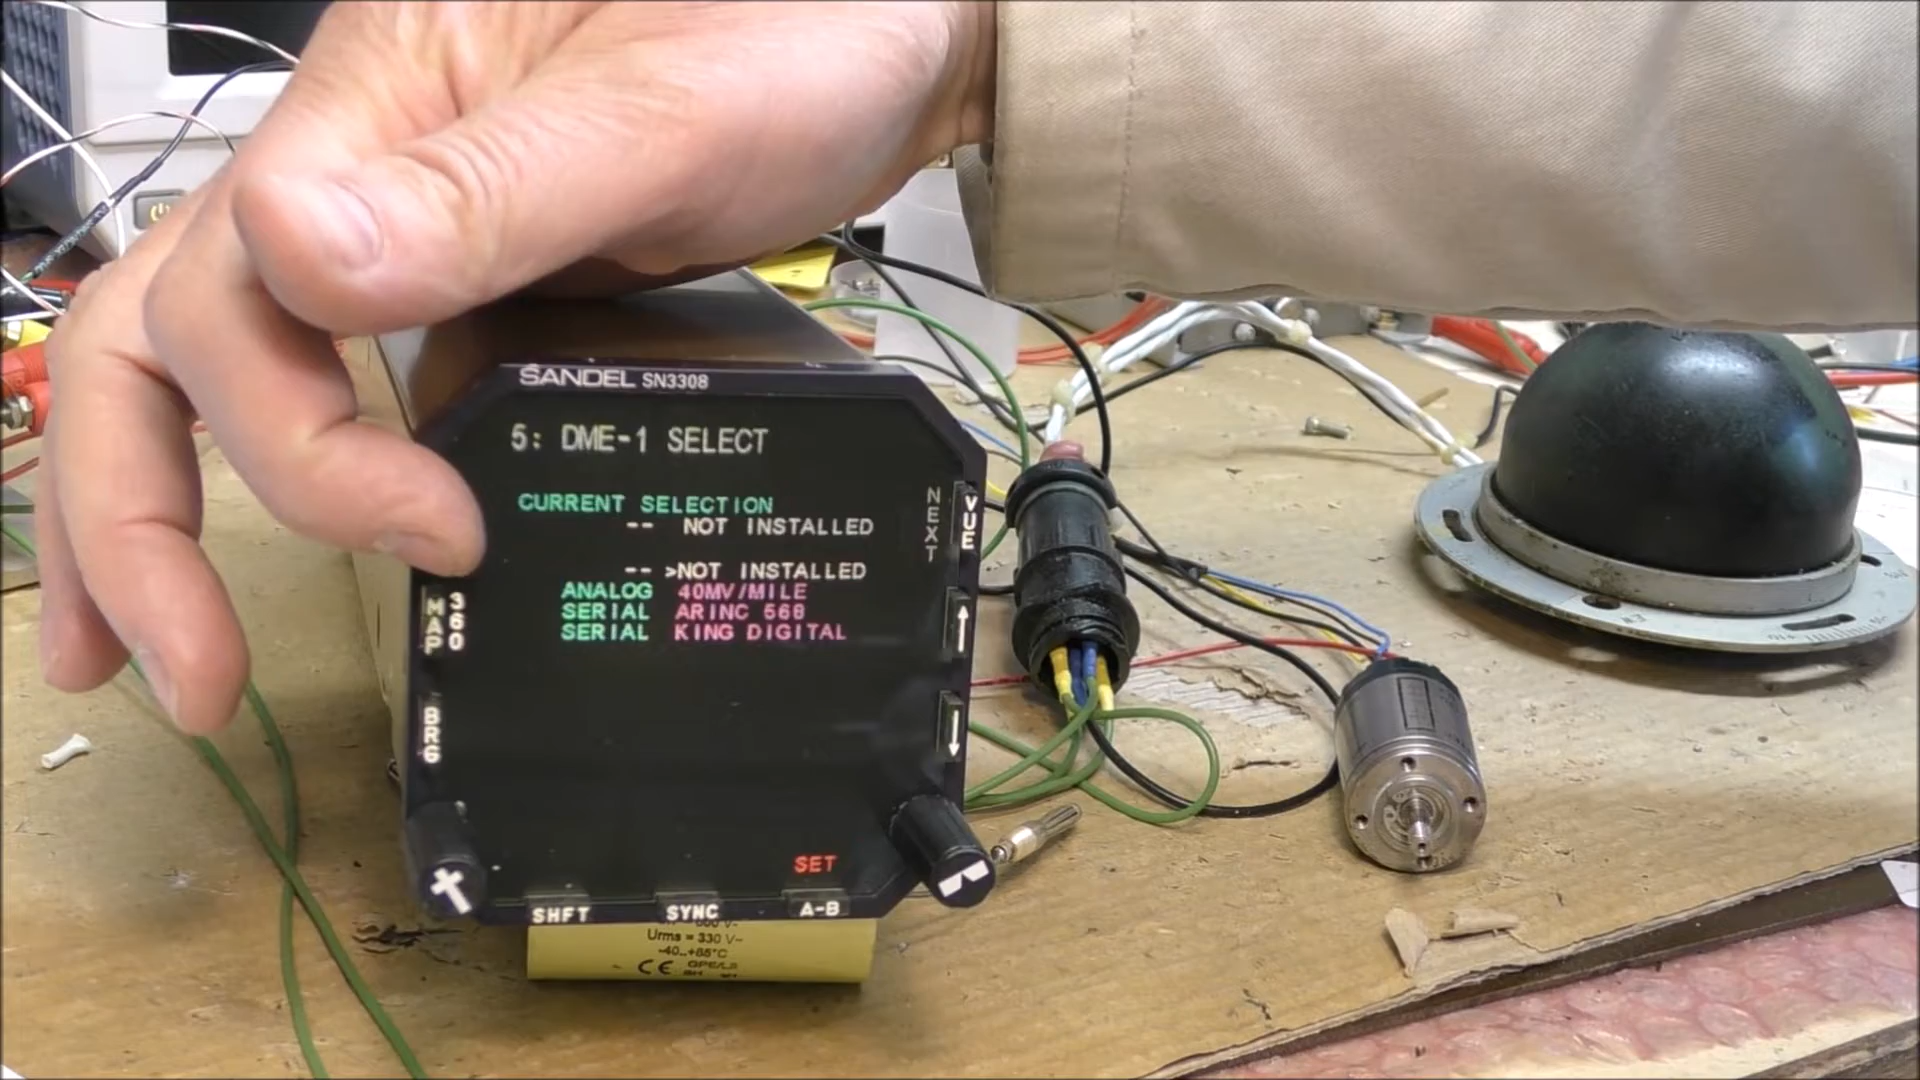 SANDEL SN3308
5: DME-1 SELECT
CURRENT SELECTION
-- NOT INSTALLED
-- >NOT INSTALLED
ANALOG 40MV/MILE
SERIAL ARINC 568
SERIAL KING DIGITAL
NEXT
VUE
↑
↓
MAP
360
BRG
SET
SHFT
SYNC
A-B
Urms = 330 V~
-40..+85°C
CE